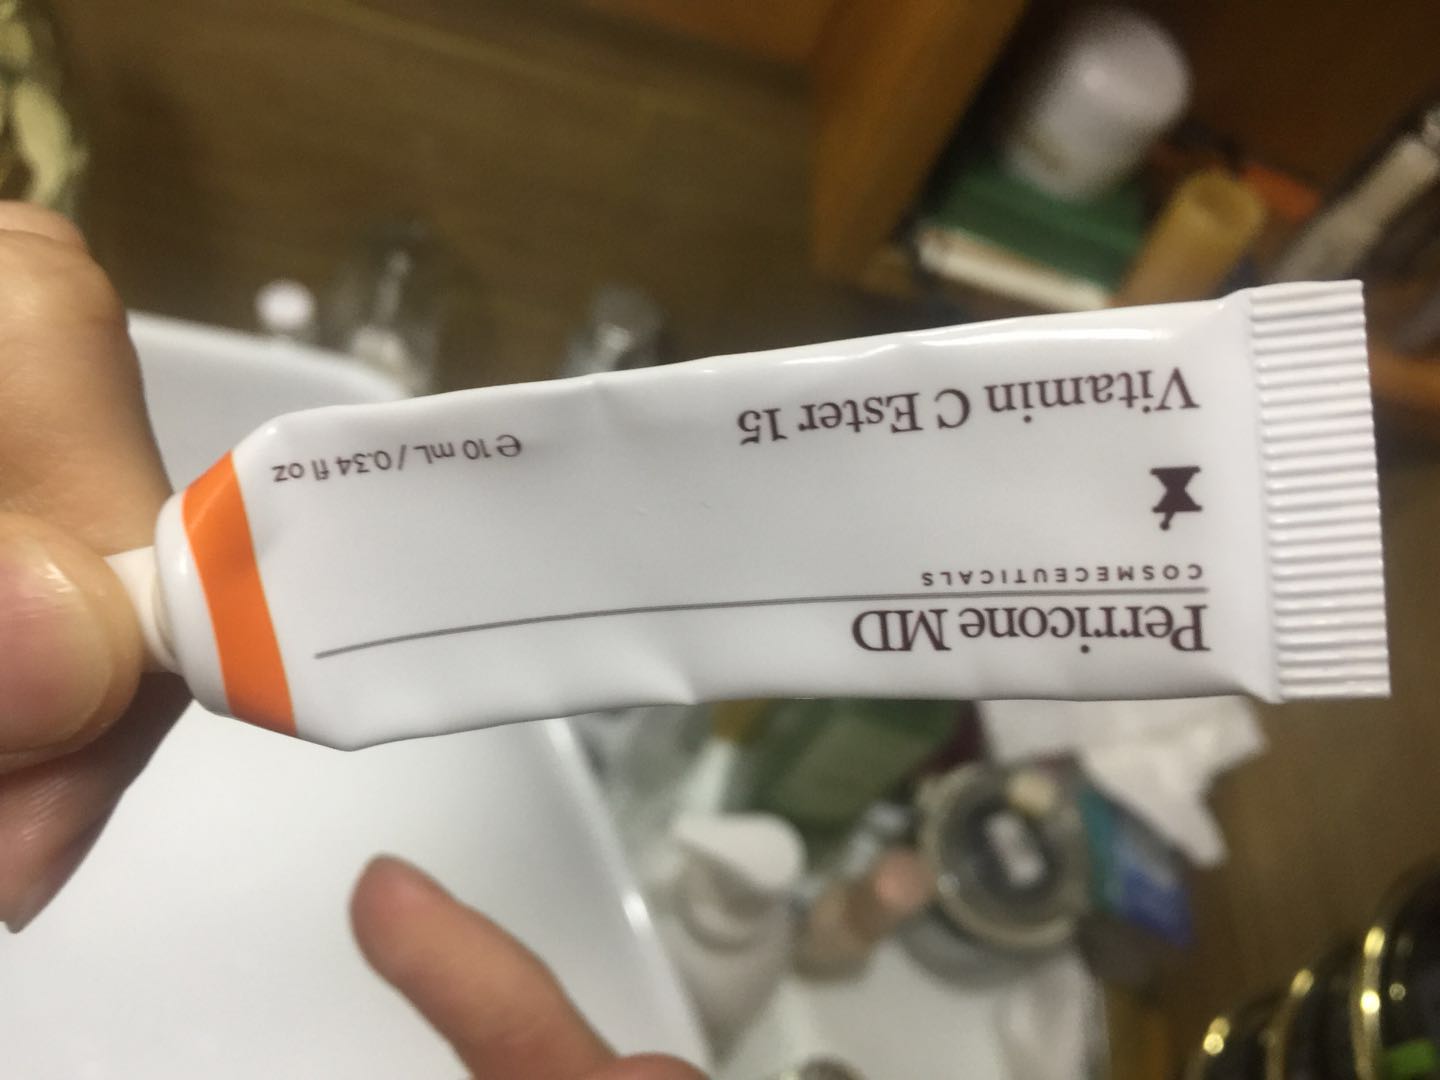 Perricone MD
COSMECEUTICALS
Vitamin C Ester 15
℮10 mL / 0.34 fl oz